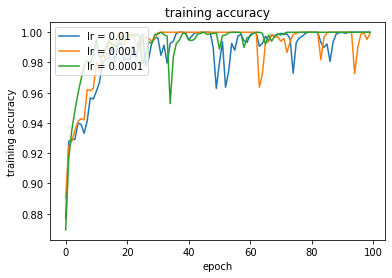 training accuracy
lr = 0.01
lr = 0.001
lr = 0.0001
1.00
0.98
0.96
0.94
0.92
0.90
0.88
training accuracy
0 20 40 60 80 100
epoch